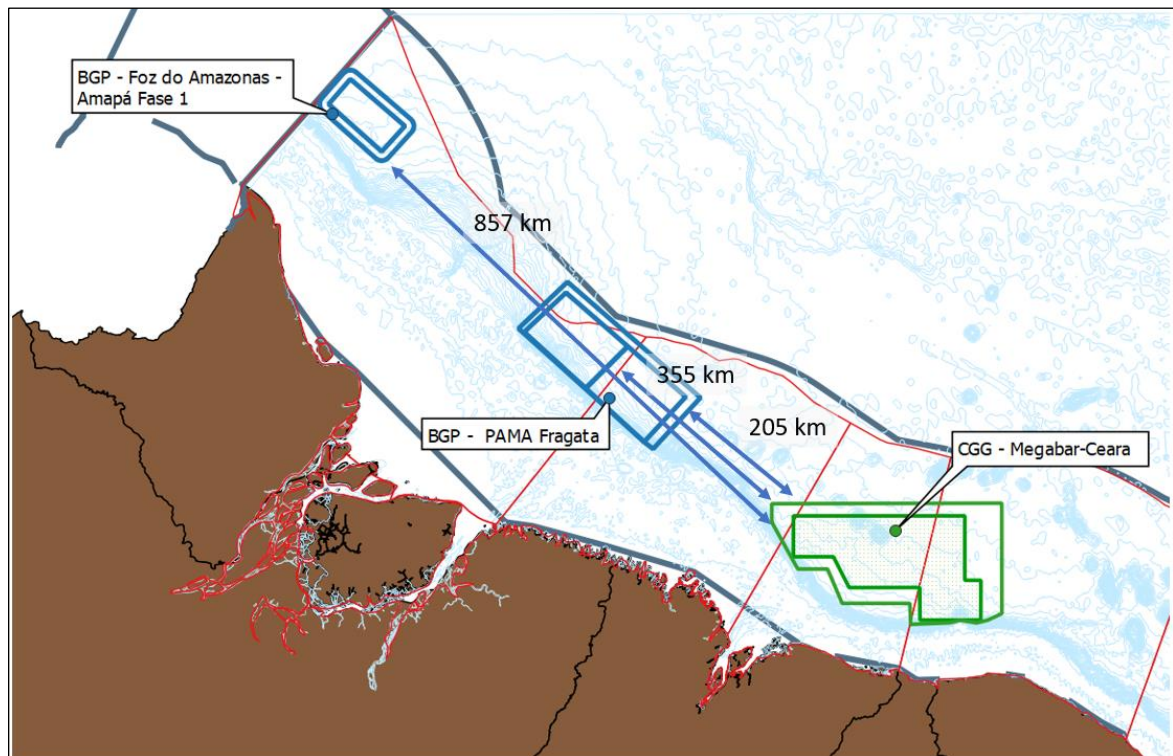 BGP - Foz do Amazonas -
Amapá Fase 1
857 km
355 km
BGP -  PAMA Fragata
205 km
CGG - Megabar-Ceara